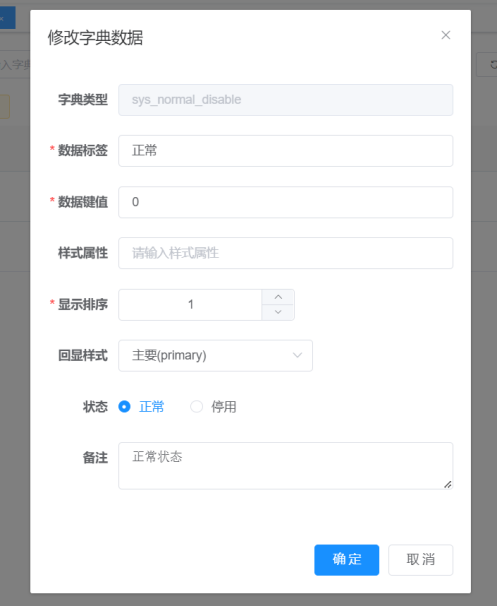 修改字典数据
字典类型 sys_normal_disable
* 数据标签 正常
* 数据键值 0
样式属性 请输入样式属性
* 显示排序 1
回显样式 主要(primary)
状态 正常 停用
备注 正常状态
确定 取消